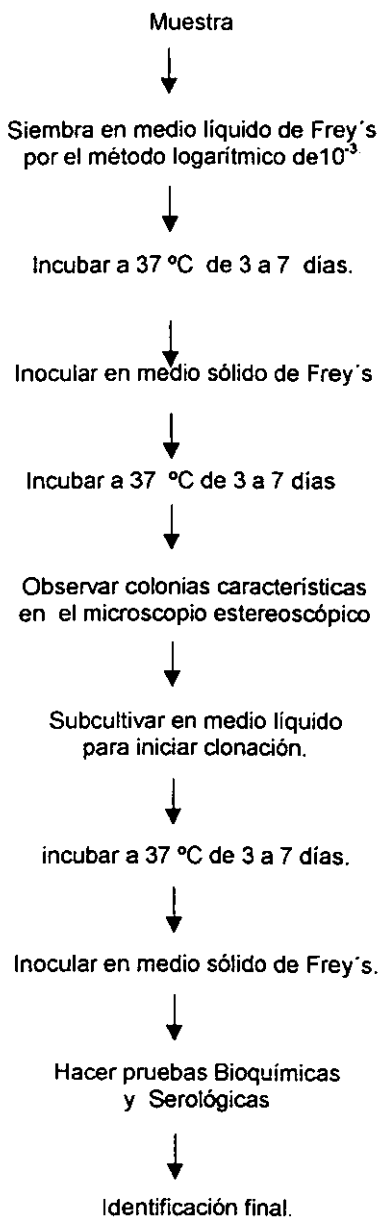 Muestra
Siembra en medio líquido de Frey´s
por el método logarítmico de10⁻³.
Incubar a 37 ºC de 3 a 7 días.
Inocular en medio sólido de Frey´s
Incubar a 37 ºC de 3 a 7 días
Observar colonias características
en el microscopio estereoscópico
Subcultivar en medio líquido
para iniciar clonación.
incubar a 37 ºC de 3 a 7 días.
Inocular en medio sólido de Frey´s.
Hacer pruebas Bioquímicas
y Serológicas
Identificación final.